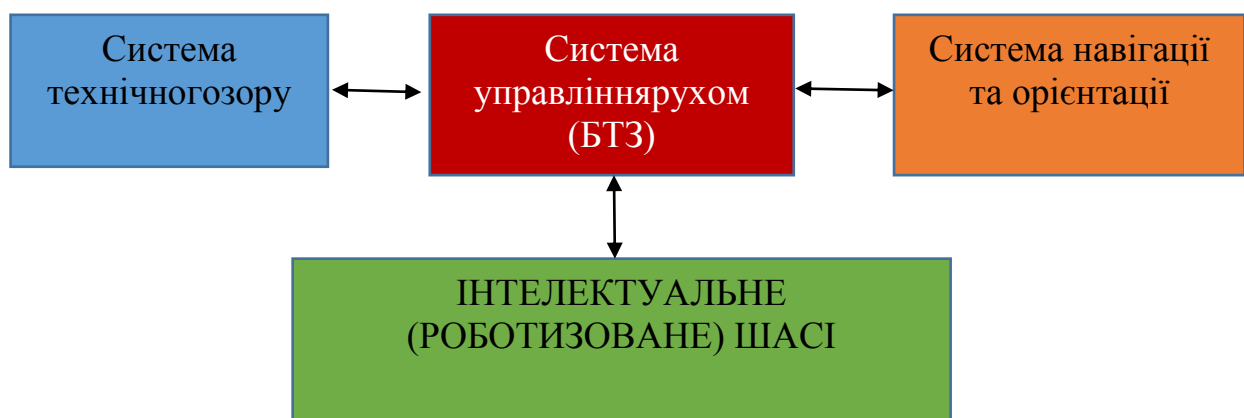 Система
технічногозору
Система
управліннярухом
(БТЗ)
Система навігації
та орієнтації
ІНТЕЛЕКТУАЛЬНЕ
(РОБОТИЗОВАНЕ) ШАСІ